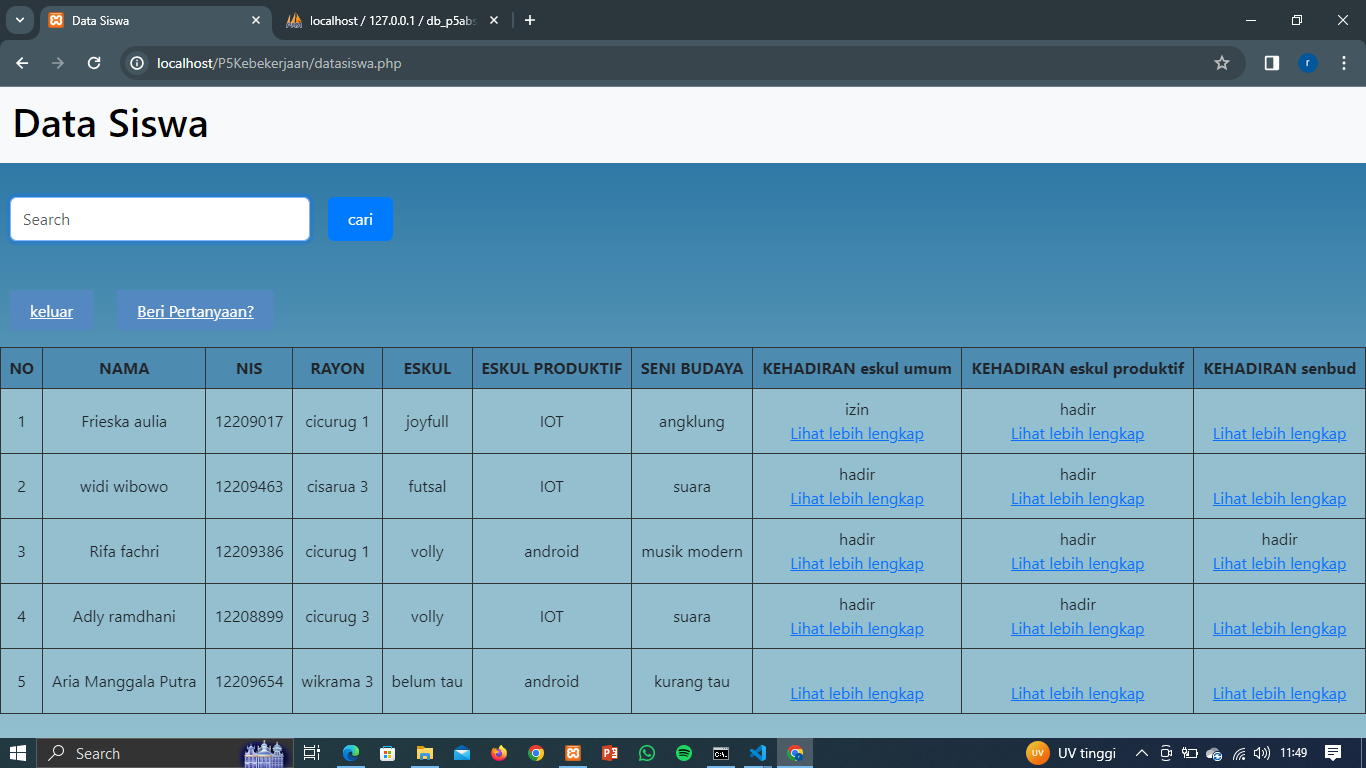 Data Siswa
localhost / 127.0.0.1 / db_p5abs
localhost/P5Kebekerjaan/datasiswa.php
r
Data Siswa
Search
cari
keluar
Beri Pertanyaan?
NO NAMA NIS RAYON ESKUL ESKUL PRODUKTIF SENI BUDAYA KEHADIRAN eskul umum KEHADIRAN eskul produktif KEHADIRAN senbud
1 Frieska aulia 12209017 cicurug 1 joyfull IOT angklung izin hadir
Lihat lebih lengkap Lihat lebih lengkap Lihat lebih lengkap
2 widi wibowo 12209463 cisarua 3 futsal IOT suara hadir hadir
Lihat lebih lengkap Lihat lebih lengkap Lihat lebih lengkap
3 Rifa fachri 12209386 cicurug 1 volly android musik modern hadir hadir hadir
Lihat lebih lengkap Lihat lebih lengkap Lihat lebih lengkap
4 Adly ramdhani 12208899 cicurug 3 volly IOT suara hadir hadir
Lihat lebih lengkap Lihat lebih lengkap Lihat lebih lengkap
5 Aria Manggala Putra 12209654 wikrama 3 belum tau android kurang tau
Lihat lebih lengkap Lihat lebih lengkap Lihat lebih lengkap
Search
UV UV tinggi 11:49